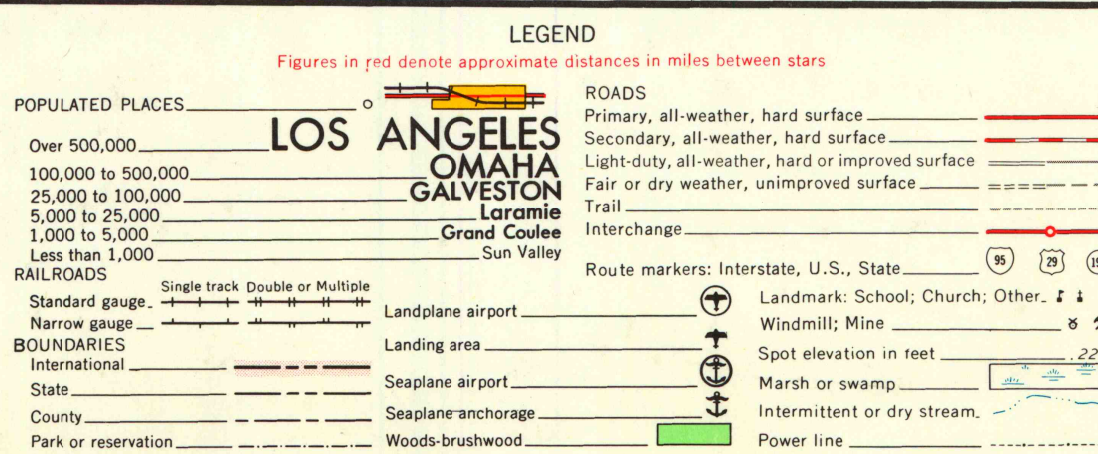 LEGEND
Figures in red denote approximate distances in miles between stars
POPULATED PLACES
Over 500,000 LOS ANGELES
100,000 to 500,000 OMAHA
25,000 to 100,000 GALVESTON
5,000 to 25,000 Laramie
1,000 to 5,000 Grand Coulee
Less than 1,000 Sun Valley
RAILROADS
Single track Double or Multiple
Standard gauge
Narrow gauge
BOUNDARIES
International
State
County
Park or reservation
Landplane airport
Landing area
Seaplane airport
Seaplane anchorage
Woods-brushwood
ROADS
Primary, all-weather, hard surface
Secondary, all-weather, hard surface
Light-duty, all-weather, hard or improved surface
Fair or dry weather, unimproved surface
Trail
Interchange
Route markers: Interstate, U.S., State 95 29
Landmark: School; Church; Other
Windmill; Mine
Spot elevation in feet
Marsh or swamp
Intermittent or dry stream
Power line